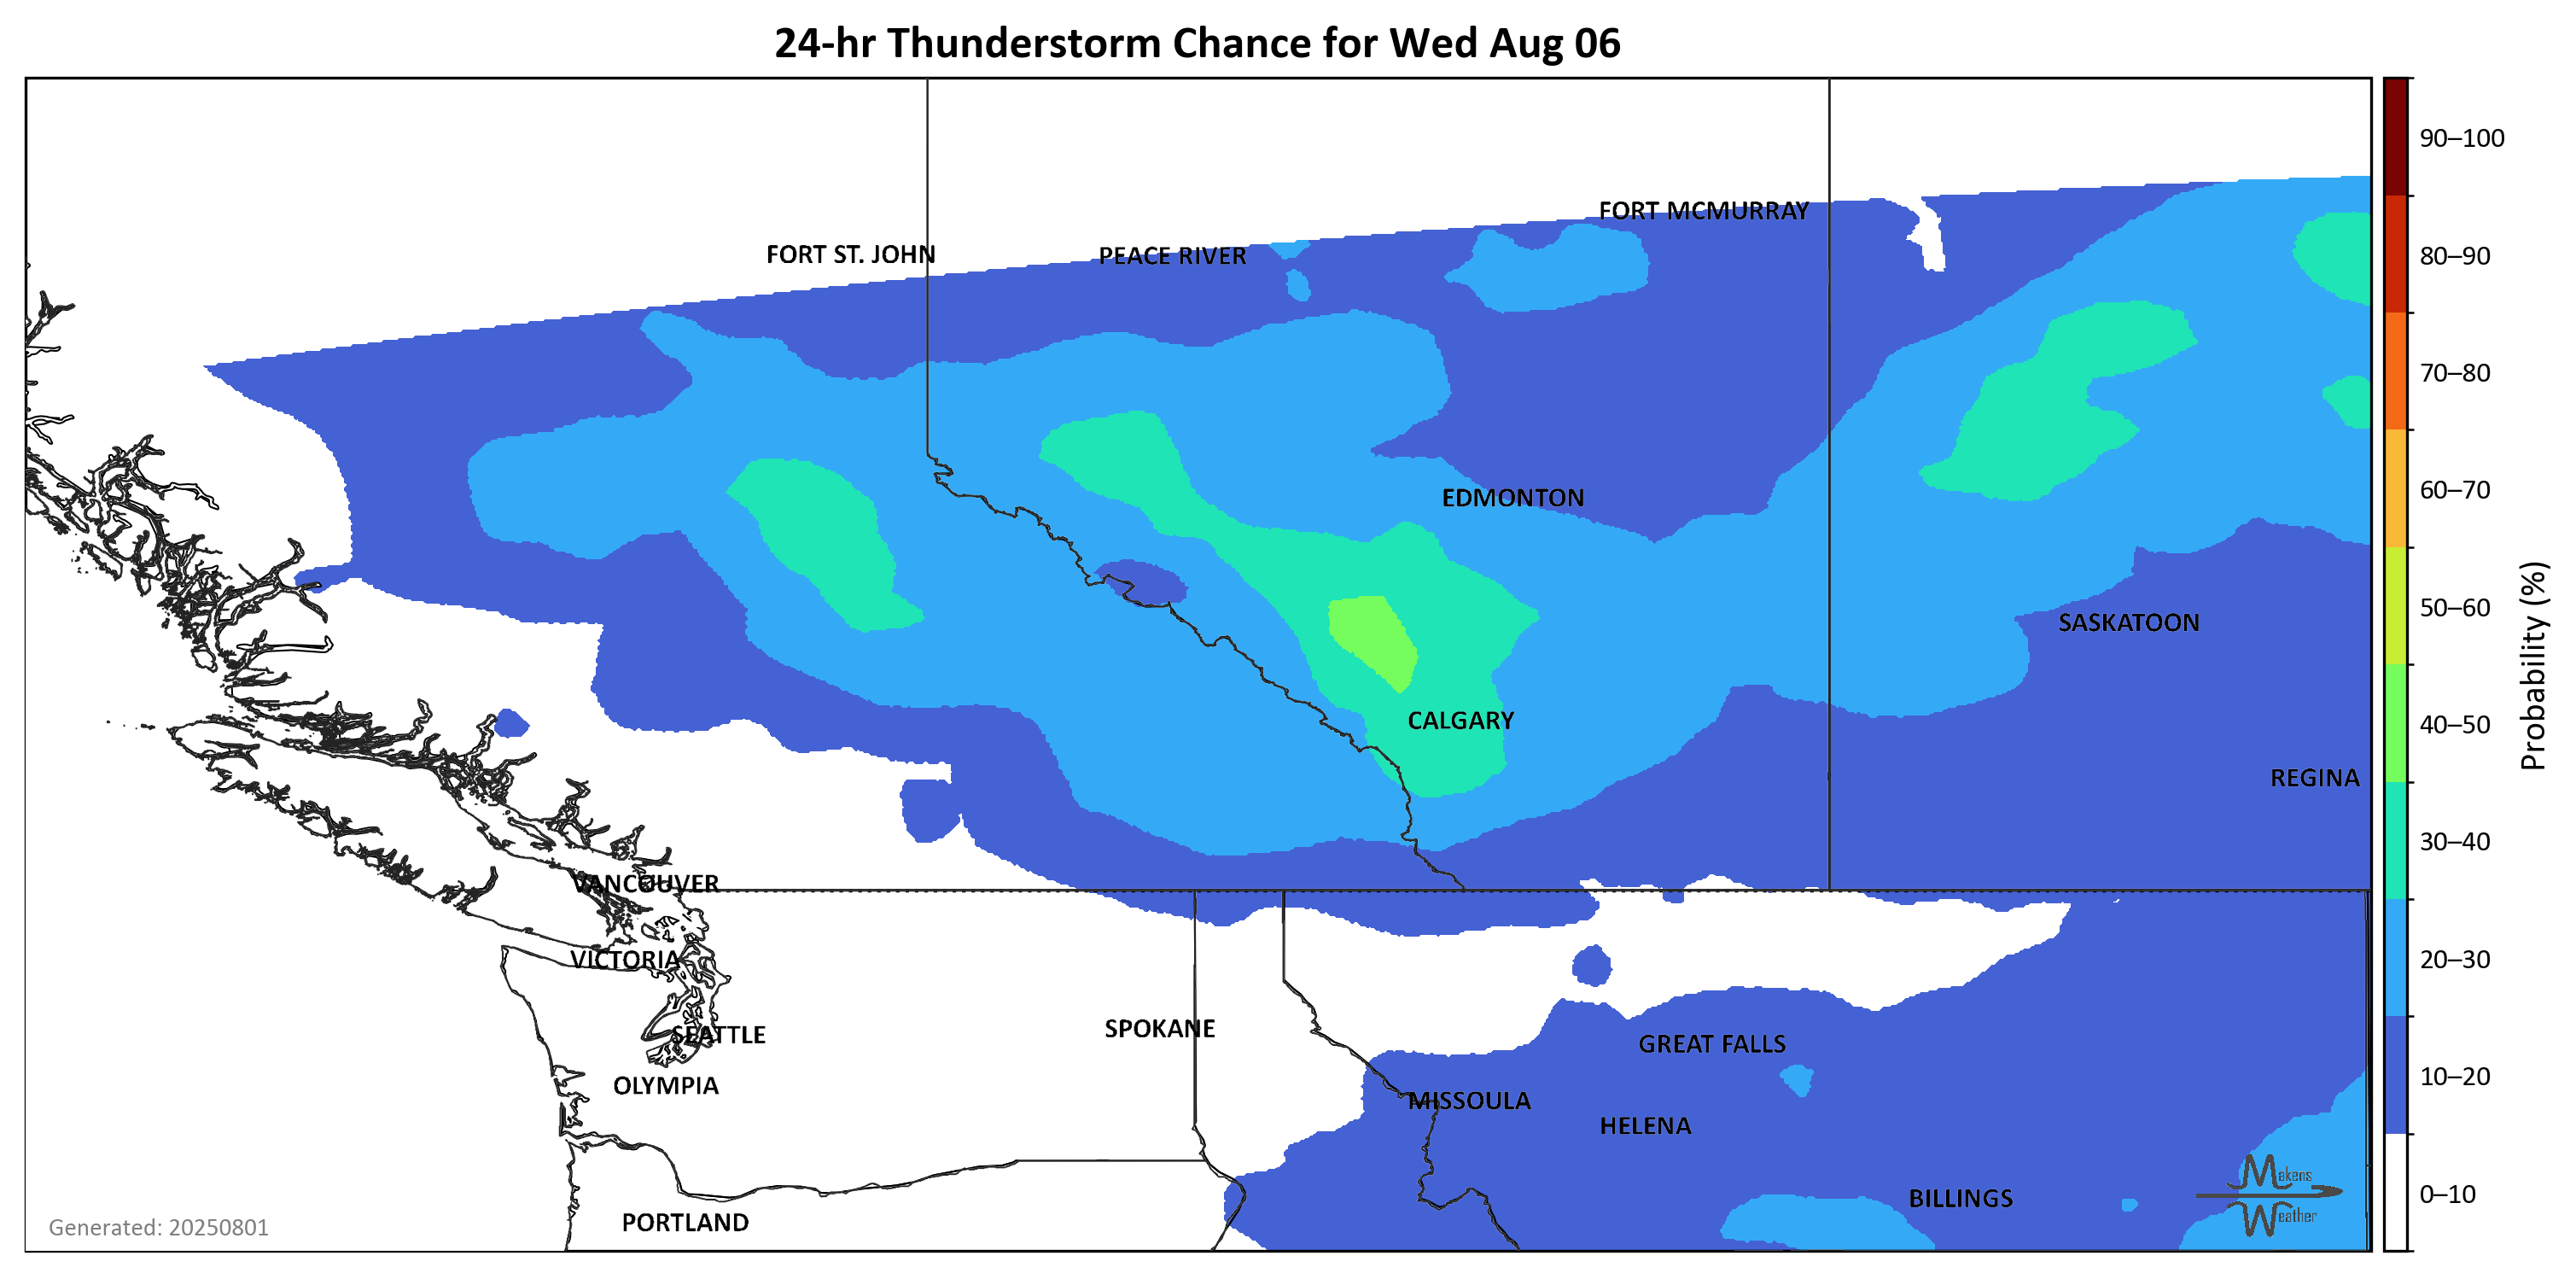 24-hr Thunderstorm Chance for Wed Aug 06
90–100
FORT MCMURRAY
FORT ST. JOHN
PEACE RIVER
80–90
70–80
60–70
EDMONTON
50–60
SASKATOON
Probability (%)
CALGARY
40–50
REGINA
30–40
VANCOUVER
VICTORIA
20–30
SPOKANE
SEATTLE
GREAT FALLS
10–20
OLYMPIA
MISSOULA
HELENA
Makens
Weather
0–10
BILLINGS
PORTLAND
Generated: 20250801